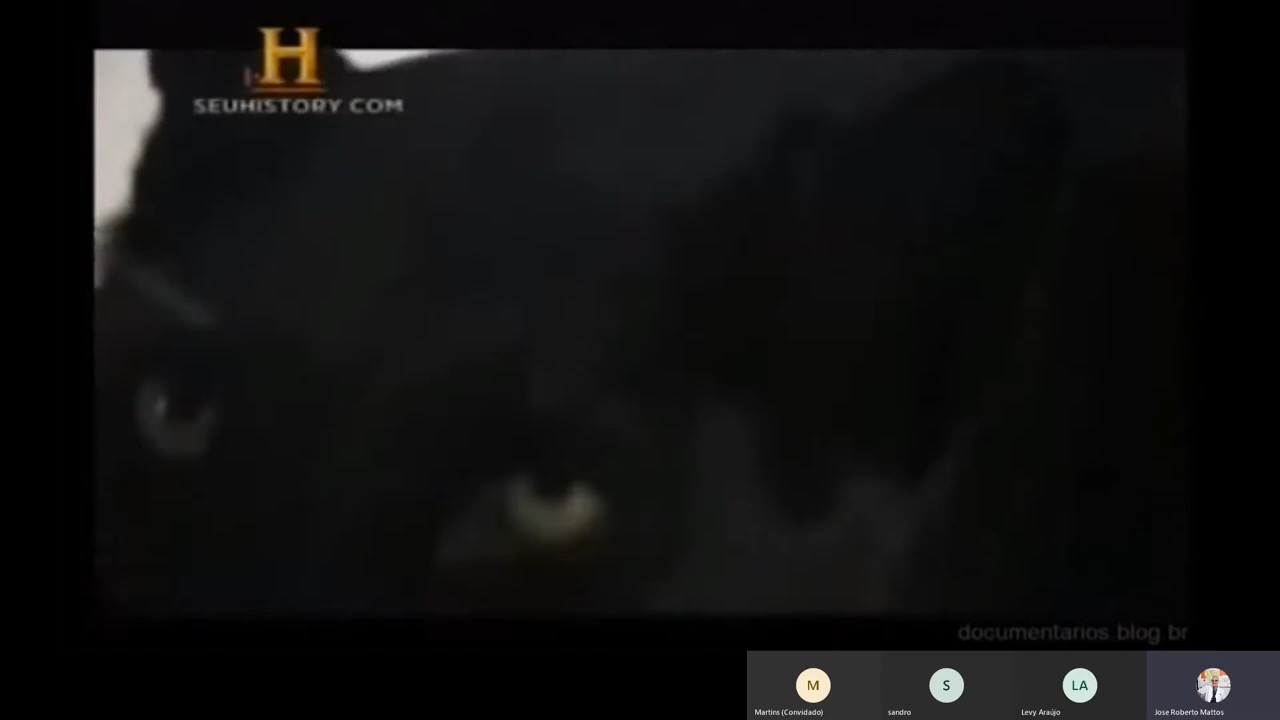 H
SEUHISTORY COM
documentarios.blog.br
M
S
LA
Martins (Convidado)
sandro
Levy Araújo
Jose Roberto Mattos